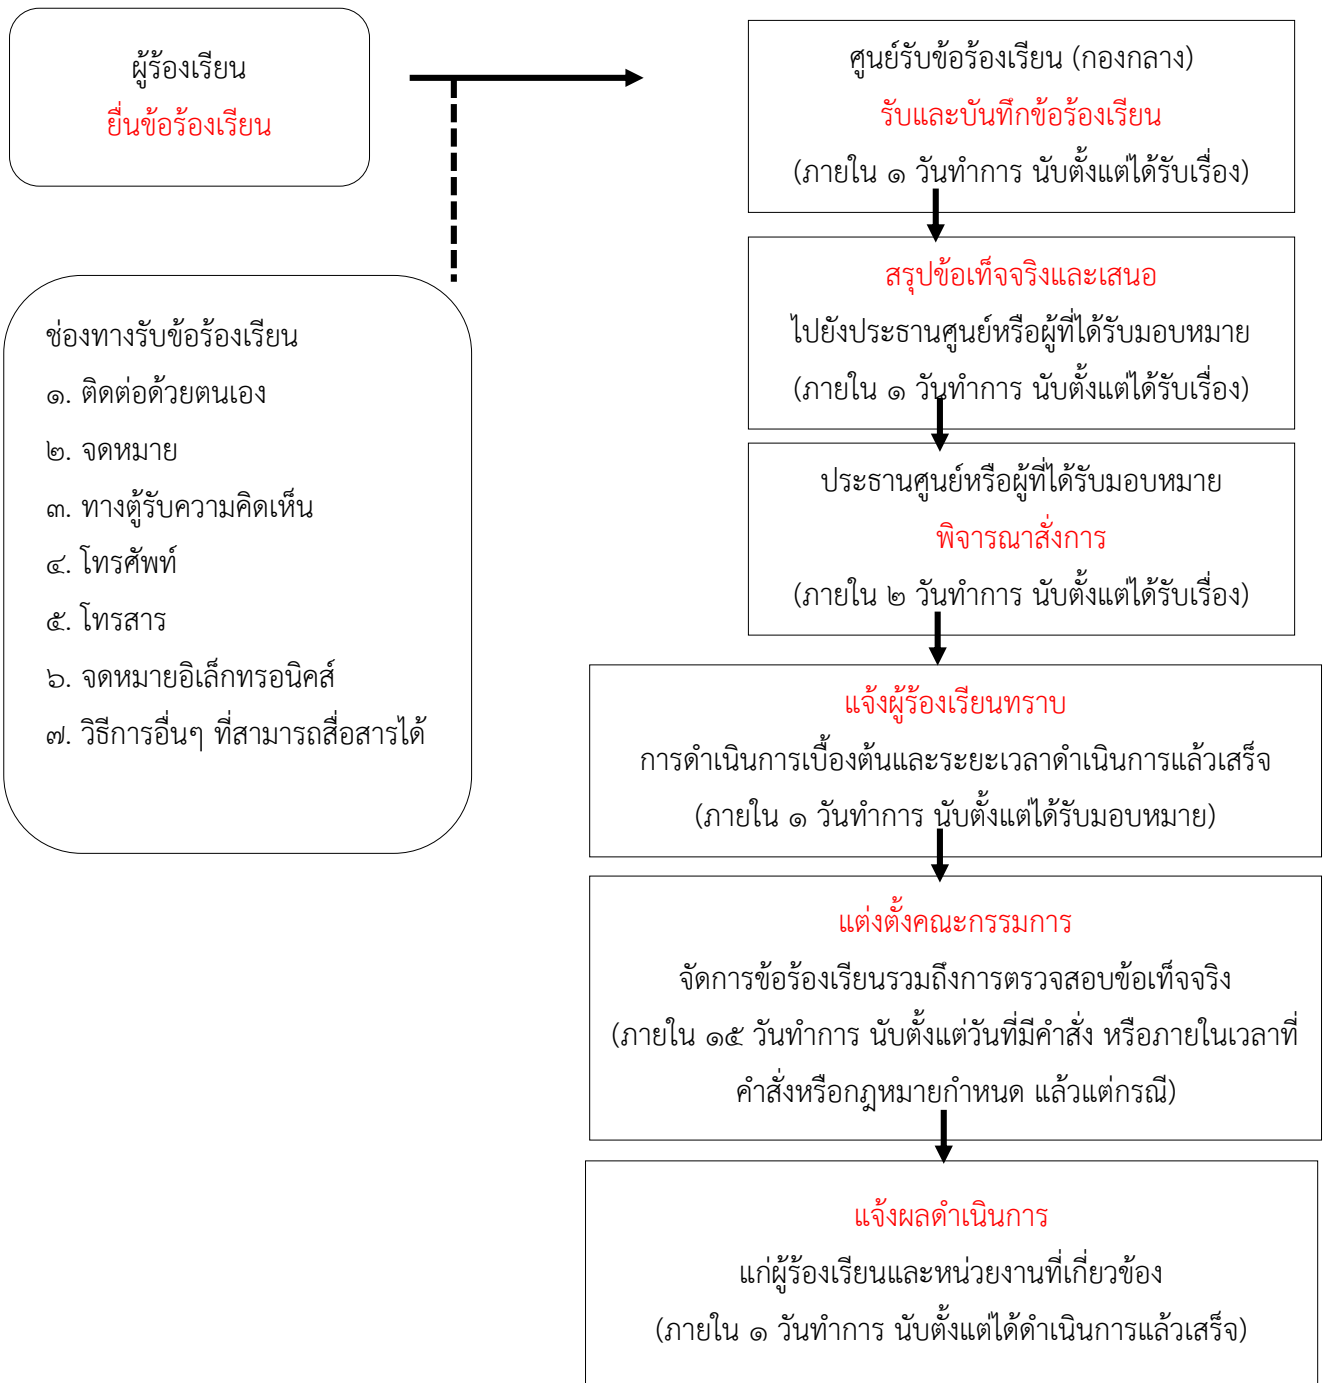 ผู้ร้องเรียน
ยื่นข้อร้องเรียน
ช่องทางรับข้อร้องเรียน
๑. ติดต่อด้วยตนเอง
๒. จดหมาย
๓. ทางตู้รับความคิดเห็น
๔. โทรศัพท์
๕. โทรสาร
๖. จดหมายอิเล็กทรอนิคส์
๗. วิธีการอื่นๆ ที่สามารถสื่อสารได้
ศูนย์รับข้อร้องเรียน (กองกลาง)
รับและบันทึกข้อร้องเรียน
(ภายใน ๑ วันทำการ นับตั้งแต่ได้รับเรื่อง)
สรุปข้อเท็จจริงและเสนอ
ไปยังประธานศูนย์หรือผู้ที่ได้รับมอบหมาย
(ภายใน ๑ วันทำการ นับตั้งแต่ได้รับเรื่อง)
ประธานศูนย์หรือผู้ที่ได้รับมอบหมาย
พิจารณาสั่งการ
(ภายใน ๒ วันทำการ นับตั้งแต่ได้รับเรื่อง)
แจ้งผู้ร้องเรียนทราบ
การดำเนินการเบื้องต้นและระยะเวลาดำเนินการแล้วเสร็จ
(ภายใน ๑ วันทำการ นับตั้งแต่ได้รับมอบหมาย)
แต่งตั้งคณะกรรมการ
จัดการข้อร้องเรียนรวมถึงการตรวจสอบข้อเท็จจริง
(ภายใน ๑๕ วันทำการ นับตั้งแต่วันที่มีคำสั่ง หรือภายในเวลาที่
คำสั่งหรือกฎหมายกำหนด แล้วแต่กรณี)
แจ้งผลดำเนินการ
แก่ผู้ร้องเรียนและหน่วยงานที่เกี่ยวข้อง
(ภายใน ๑ วันทำการ นับตั้งแต่ได้ดำเนินการแล้วเสร็จ)